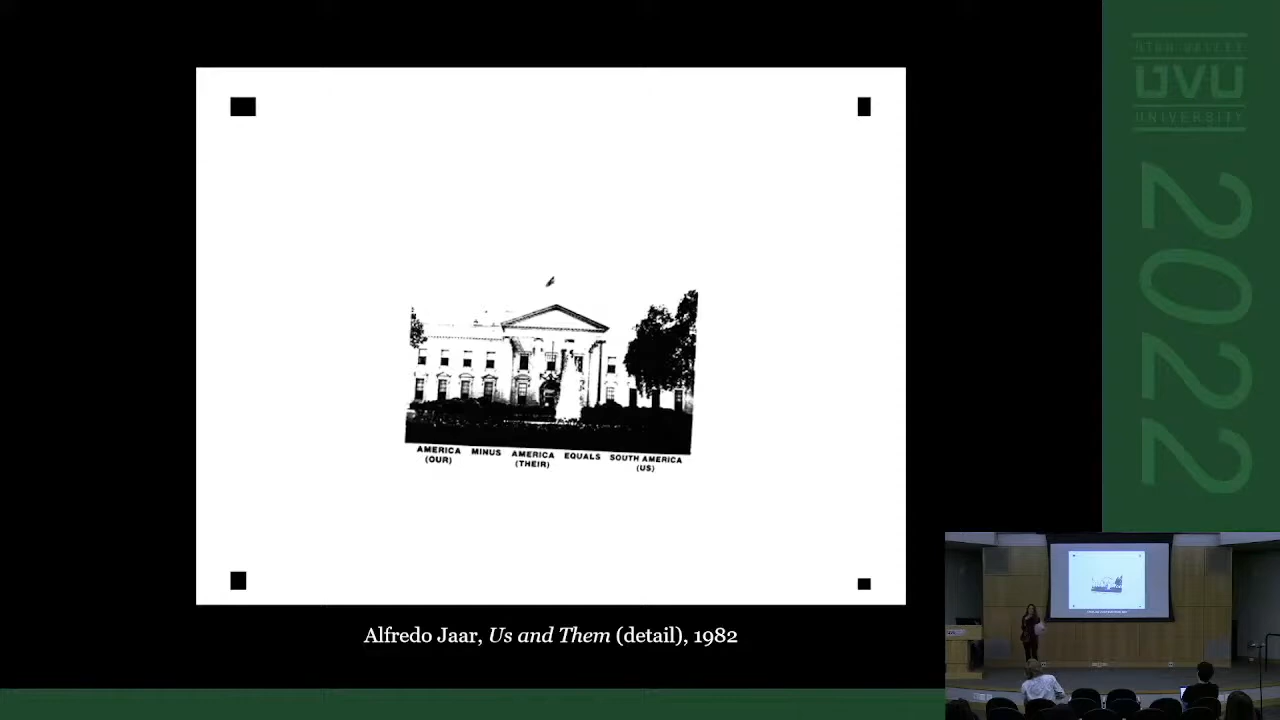 AMERICA MINUS AMERICA EQUALS SOUTH AMERICA
(OUR) (THEIR) (US)
Alfredo Jaar, Us and Them (detail), 1982
UTAH VALLEY
UVU
UNIVERSITY
2022